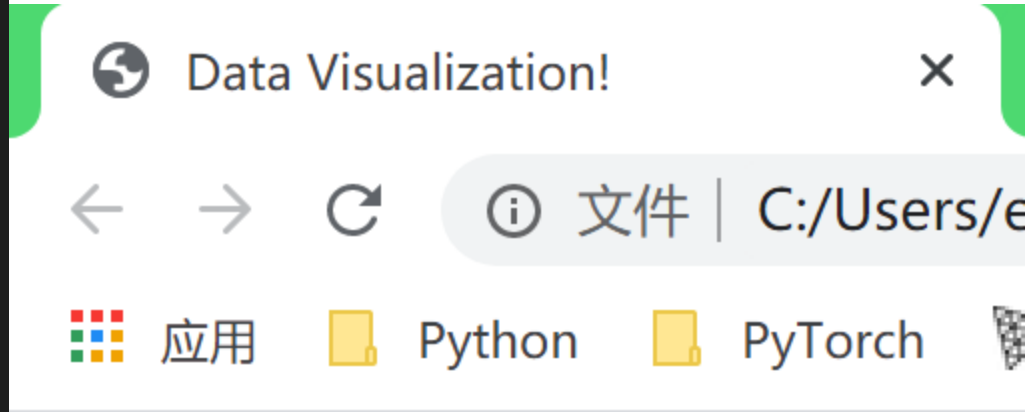 Data Visualization!
文件 C:/Users/e
应用 Python PyTorch